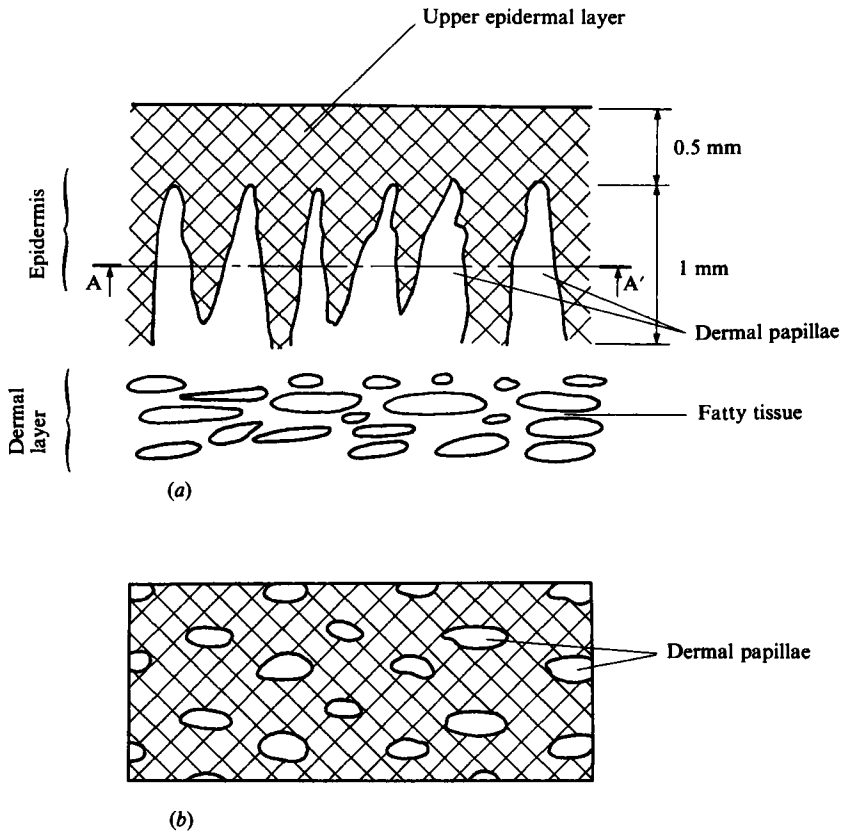 Upper epidermal layer
0.5 mm
Epidermis
A
A′
1 mm
Dermal papillae
Dermal
layer
Fatty tissue
(a)
Dermal papillae
(b)